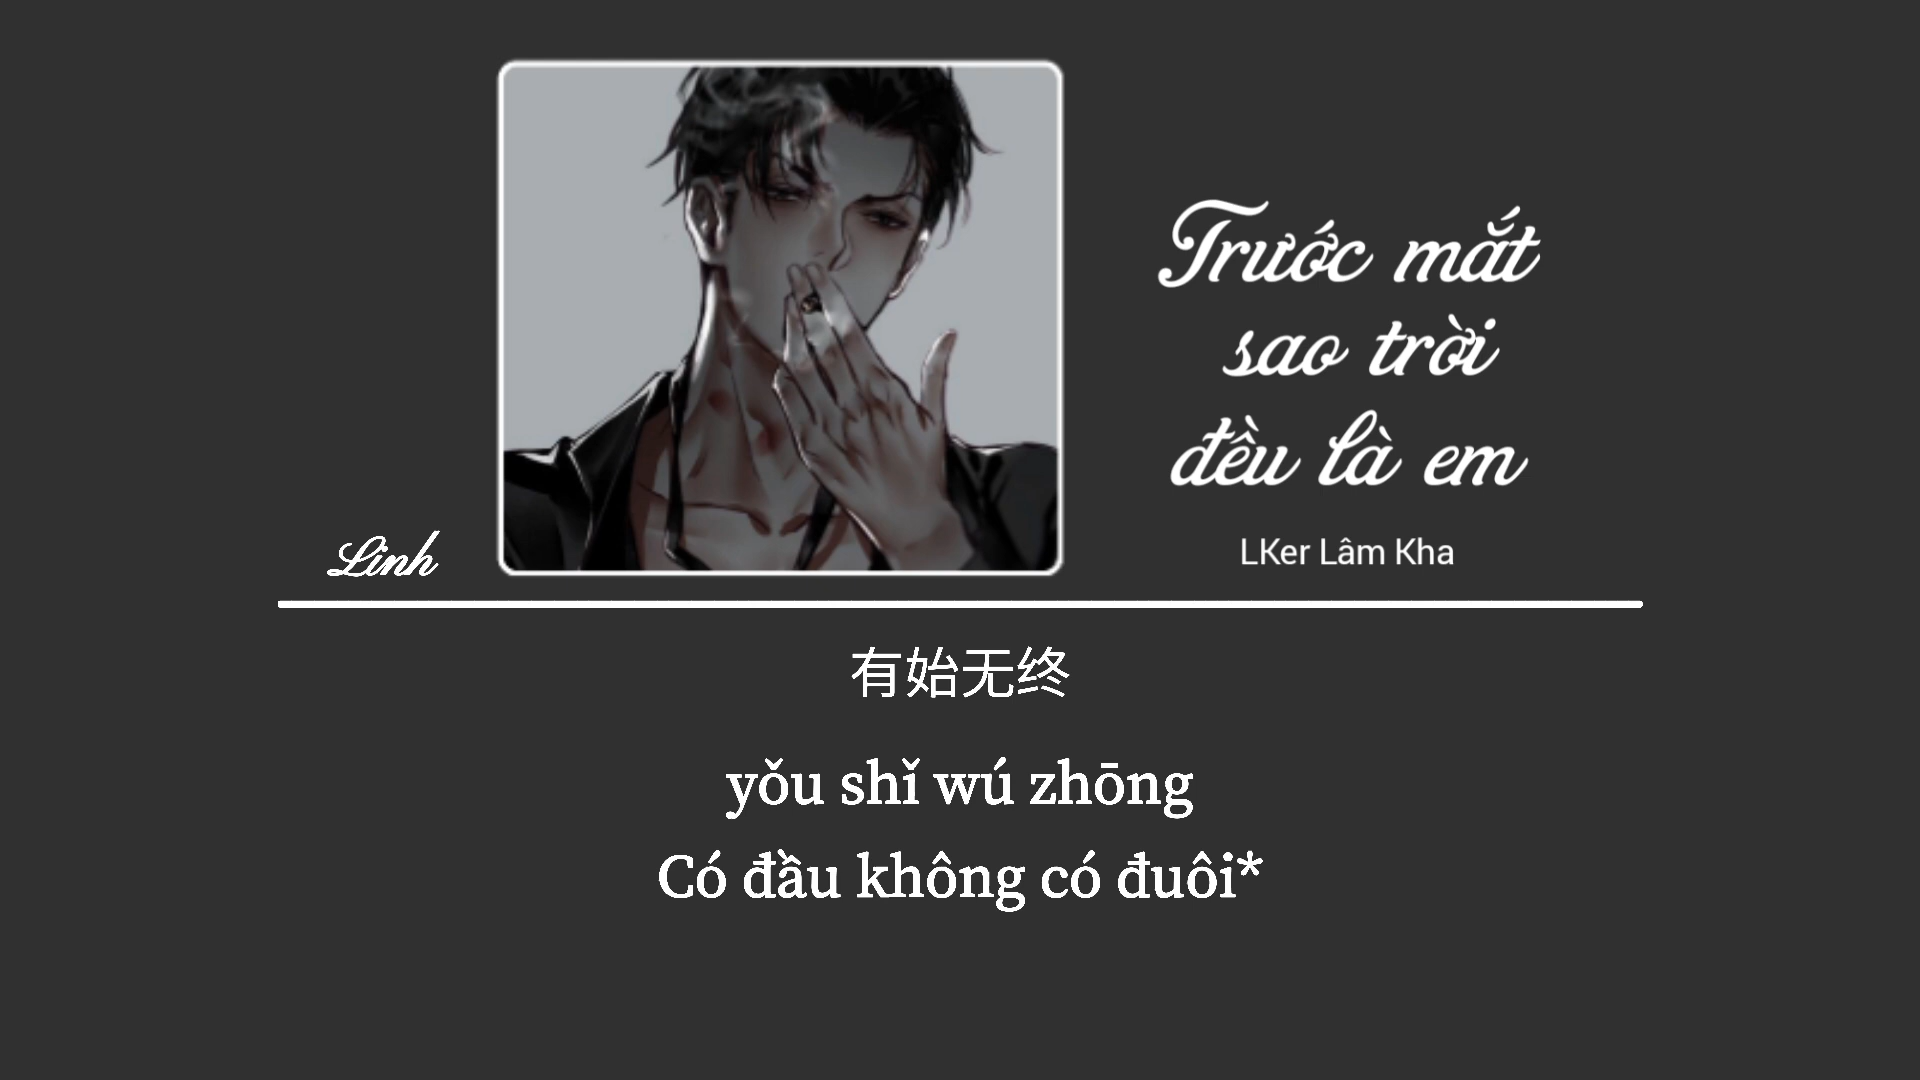 Trước mắt
sao trời
đều là em
LKer Lâm Kha
Linh
有始无终
yǒu shǐ wú zhōng
Có đầu không có đuôi*